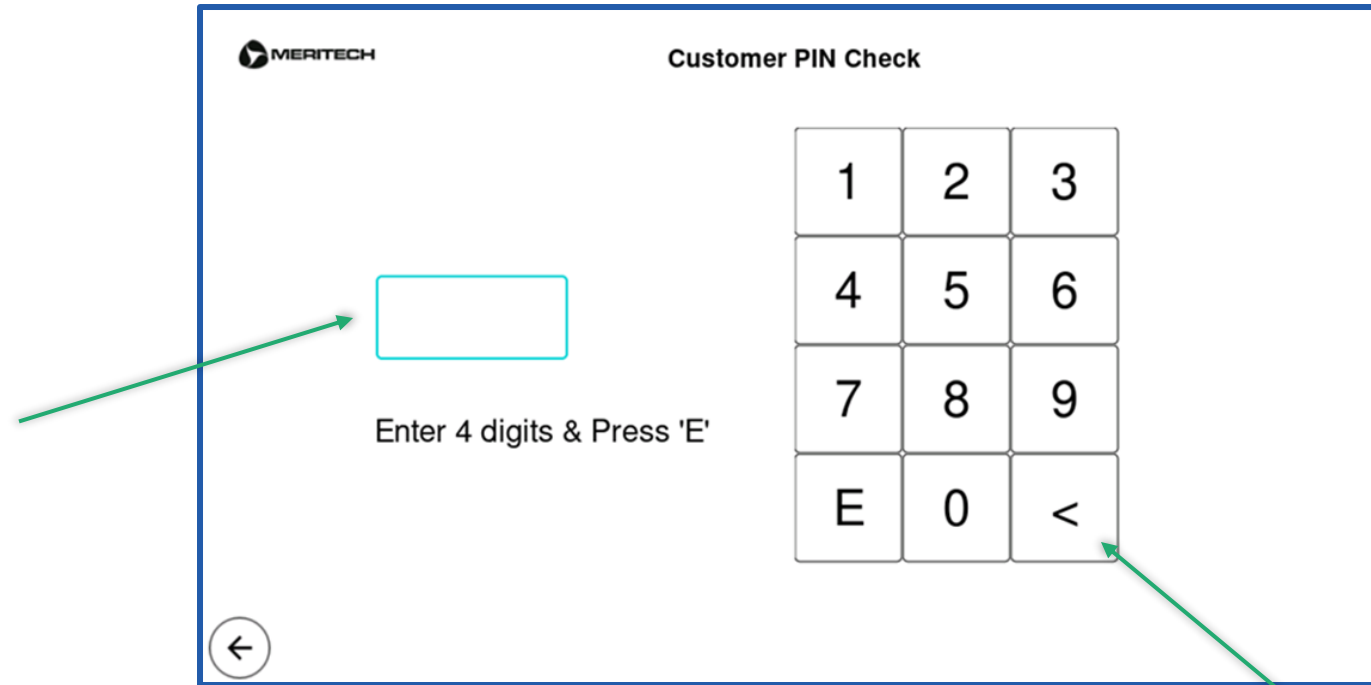 MERITECH
Customer PIN Check
1 2 3
4 5 6
7 8 9
E 0 <
Enter 4 digits & Press 'E'